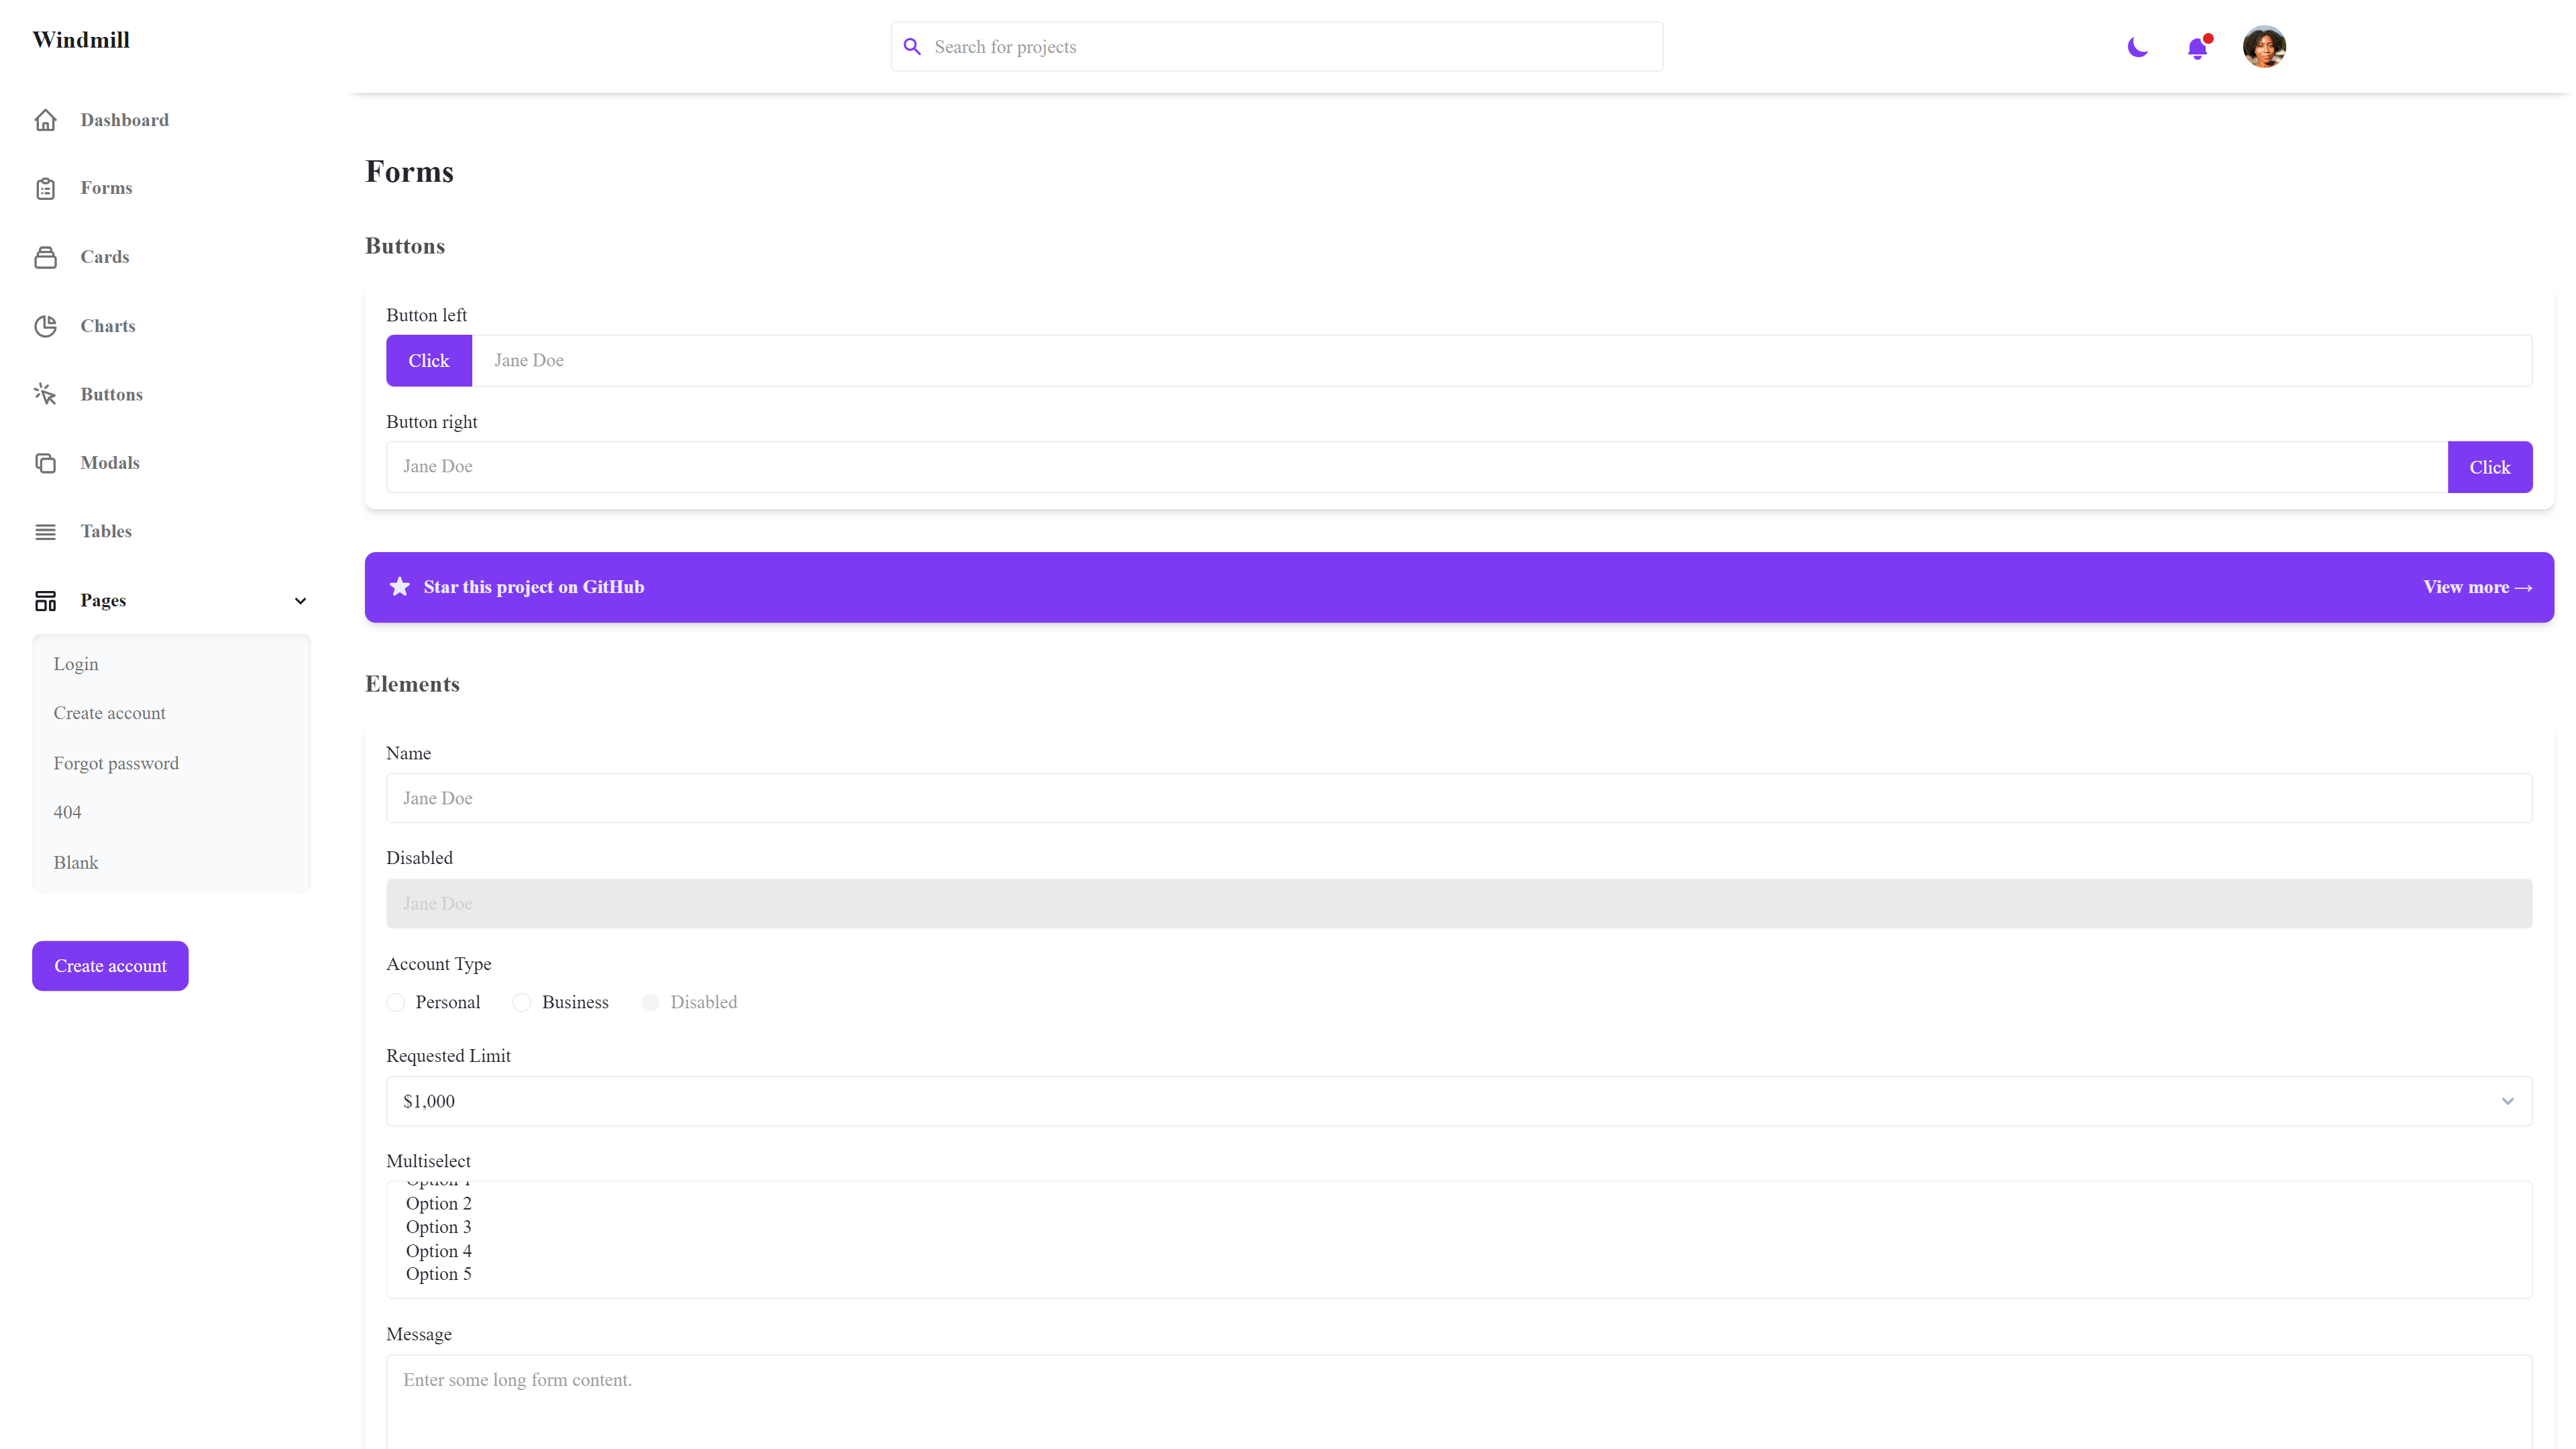 Windmill
Search for projects
Dashboard
Forms
Cards
Charts
Buttons
Modals
Tables
Pages
Login
Create account
Forgot password
404
Blank
Create account
Forms
Buttons
Button left
Click
Jane Doe
Button right
Jane Doe
Click
Star this project on GitHub
View more →
Elements
Name
Jane Doe
Disabled
Jane Doe
Account Type
Personal
Business
Disabled
Requested Limit
$1,000
Multiselect
Option 1
Option 2
Option 3
Option 4
Option 5
Message
Enter some long form content.